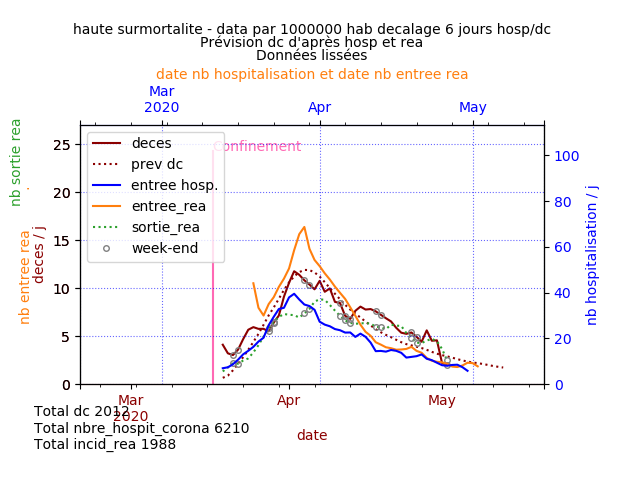 haute surmortalite - data par 1000000 hab decalage 6 jours hosp/dc
Prévision dc d'après hosp et rea
Données lissées
date nb hospitalisation et date nb entree rea
Mar
2020
Apr
May
nb sortie rea
.
nb entree rea
deces / j
25
20
15
10
5
0
deces
prev dc
entree hosp.
entree_rea
sortie_rea
week-end
Confinement
100
80
60
40
20
0
nb hospitalisation / j
Mar
2020
Apr
May
date
Total dc 2012
Total nbre_hospit_corona 6210
Total incid_rea 1988